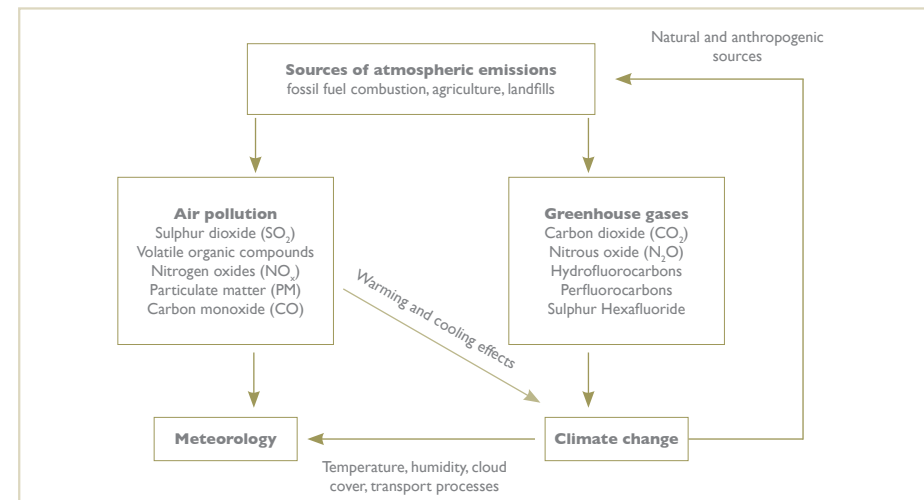 Natural and anthropogenic
sources
Sources of atmospheric emissions
fossil fuel combustion, agriculture, landfills
Air pollution
Sulphur dioxide (SO₂)
Volatile organic compounds
Nitrogen oxides (NOₓ)
Particulate matter (PM)
Carbon monoxide (CO)
Greenhouse gases
Carbon dioxide (CO₂)
Nitrous oxide (N₂O)
Hydrofluorocarbons
Perfluorocarbons
Sulphur Hexafluoride
Warming and cooling effects
Meteorology
Climate change
Temperature, humidity, cloud
cover, transport processes